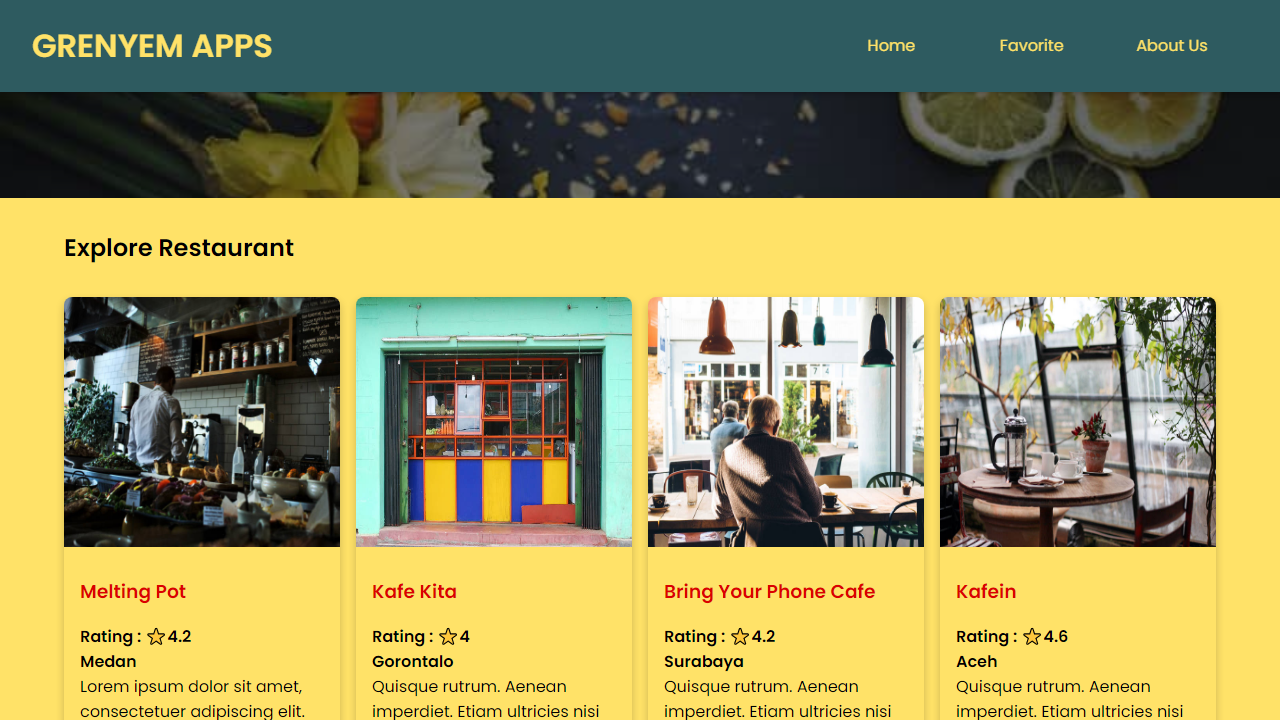 GRENYEM APPS
Home
Favorite
About Us
Explore Restaurant
Melting Pot
Rating : 4.2
Medan
Lorem ipsum dolor sit amet,
consectetuer adipiscing elit.
Kafe Kita
Rating : 4
Gorontalo
Quisque rutrum. Aenean
imperdiet. Etiam ultricies nisi
Bring Your Phone Cafe
Rating : 4.2
Surabaya
Quisque rutrum. Aenean
imperdiet. Etiam ultricies nisi
Kafein
Rating : 4.6
Aceh
Quisque rutrum. Aenean
imperdiet. Etiam ultricies nisi